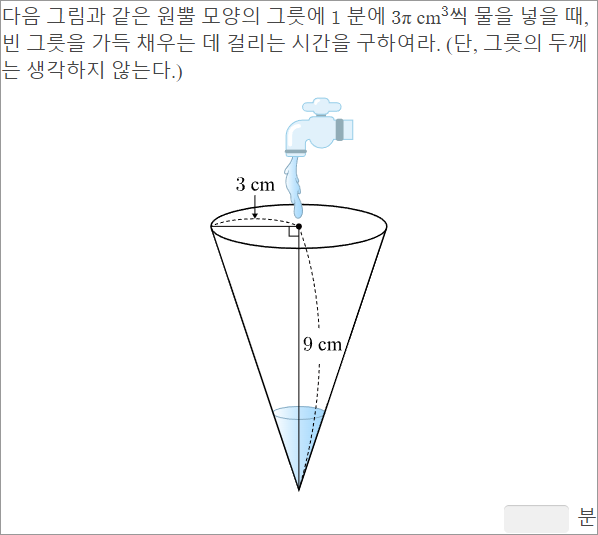 다음 그림과 같은 원뿔 모양의 그릇에 1 분에 3π cm³씩 물을 넣을 때,
빈 그릇을 가득 채우는 데 걸리는 시간을 구하여라. (단, 그릇의 두께
는 생각하지 않는다.)
3 cm
9 cm
분